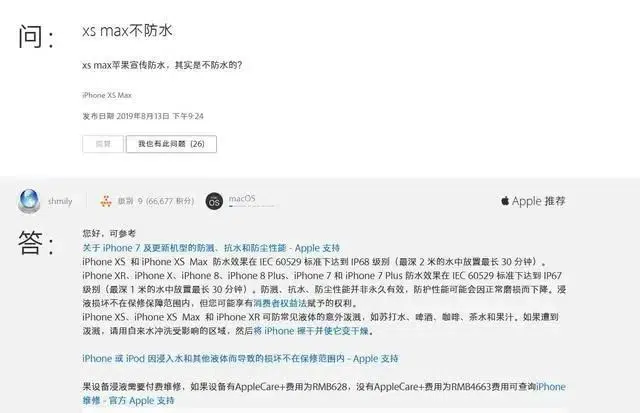 问： xs max不防水
xs max苹果宣传防水，其实是不防水的?
iPhone XS Max
发布日期 2019年8月13日 下午9:24
回复 我也有此问题 (26)
shmily 级别 9 (66,677 积分) macOS Apple 推荐
答： 您好，可参考
关于 iPhone 7 及更新机型的防溅、抗水和防尘性能 - Apple 支持
iPhone XS 和 iPhone XS Max 防水效果在 IEC 60529 标准下达到 IP68 级别（最深 2 米的水中放置最长 30 分钟）。
iPhone XR、iPhone X、iPhone 8、iPhone 8 Plus、iPhone 7 和 iPhone 7 Plus 防水效果在 IEC 60529 标准下达到 IP67
级别（最深 1 米的水中放置最长 30 分钟）。防溅、抗水、防尘性能并非永久有效，防护性能可能会因正常磨损而下降。浸
液损坏不在保修保障范围内，但您可能享有消费者权益法赋予的权利。
iPhone XS、iPhone XS Max 和 iPhone XR 可防常见液体的意外泼溅，如苏打水、啤酒、咖啡、茶水和果汁。如果遭到
泼溅，请用自来水冲洗受影响的区域，然后将 iPhone 擦干并使它变干燥。
iPhone 或 iPod 因浸入水和其他液体而导致的损坏不在保修范围内 - Apple 支持
果设备浸液需要付费维修，如果设备有AppleCare+费用为RMB628，没有AppleCare+费用为RMB4663费用可查询iPhone
维修 - 官方 Apple 支持